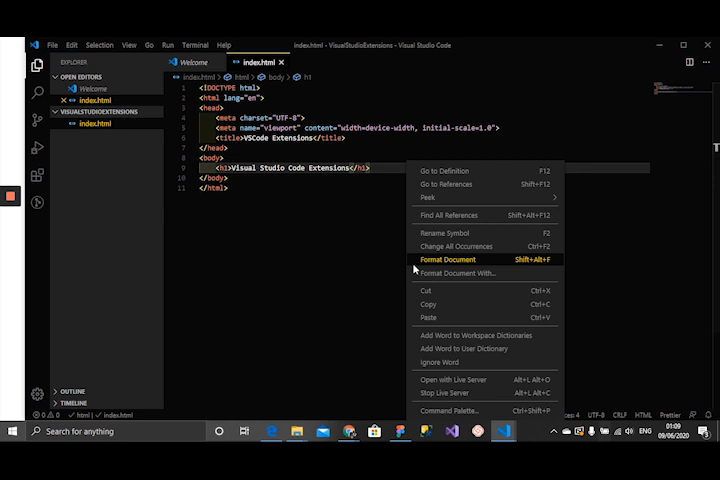 File Edit Selection View Go Run Terminal Help index.html - VisualStudioExtensions - Visual Studio Code
EXPLORER
Welcome index.html
OPEN EDITORS
Welcome
index.html
VISUALSTUDIOEXTENSIONS
index.html
OUTLINE
TIMELINE
index.html > html > body > h1
1 <!DOCTYPE html>
2 <html lang="en">
3 <head>
4 <meta charset="UTF-8">
5 <meta name="viewport" content="width=device-width, initial-scale=1.0">
6 <title>VSCode Extensions</title>
7 </head>
8 <body>
9 <h1>Visual Studio Code Extensions</h1>
10 </body>
11 </html>
Go to Definition F12
Go to References Shift+F12
Peek
Find All References Shift+Alt+F12
Rename Symbol F2
Change All Occurrences Ctrl+F2
Format Document Shift+Alt+F
Format Document With...
Cut Ctrl+X
Copy Ctrl+C
Paste Ctrl+V
Add Word to Workspace Dictionaries
Add Word to User Dictionary
Ignore Word
Open with Live Server Alt+L Alt+O
Stop Live Server Alt+L Alt+C
Command Palette... Ctrl+Shift+P
0 0 html index.html
4 UTF-8 CRLF HTML Prettier
Search for anything
ENG
01:09
09/06/2020
3
T